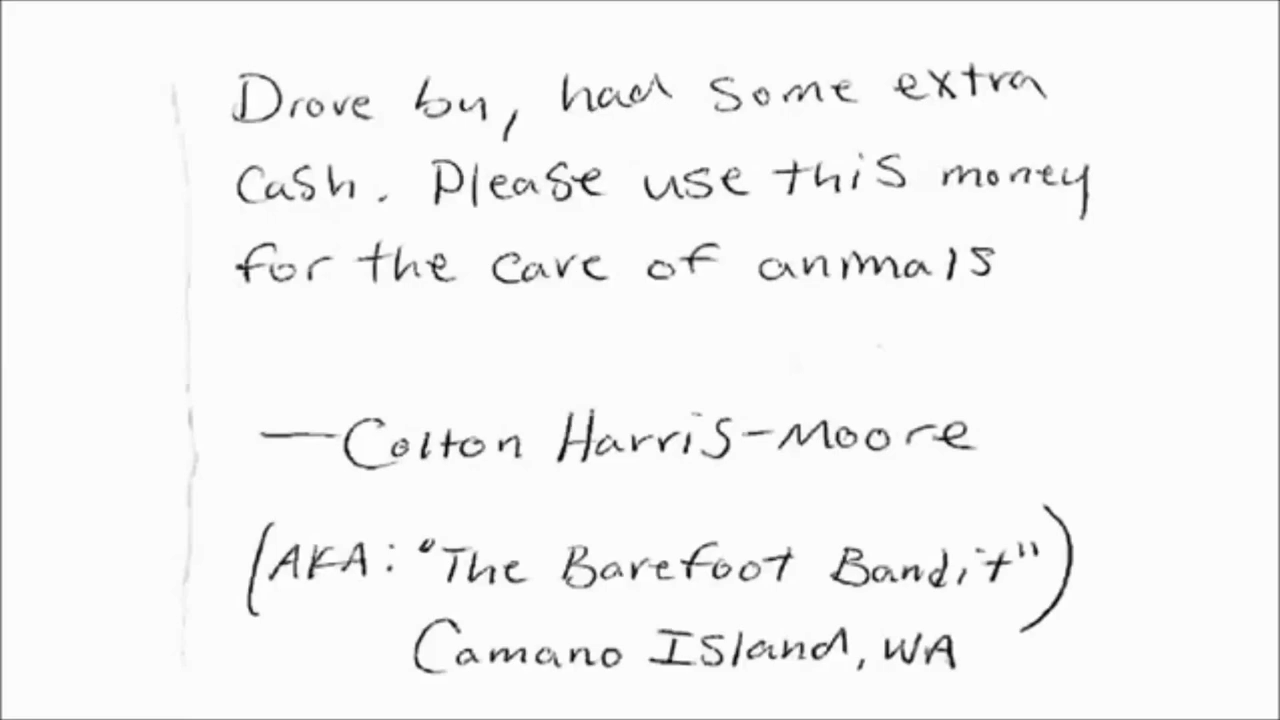 Drove by, had some extra
cash. Please use this money
for the care of animals
—Colton Harris-Moore
(AKA: "The Barefoot Bandit")
Camano Island, WA